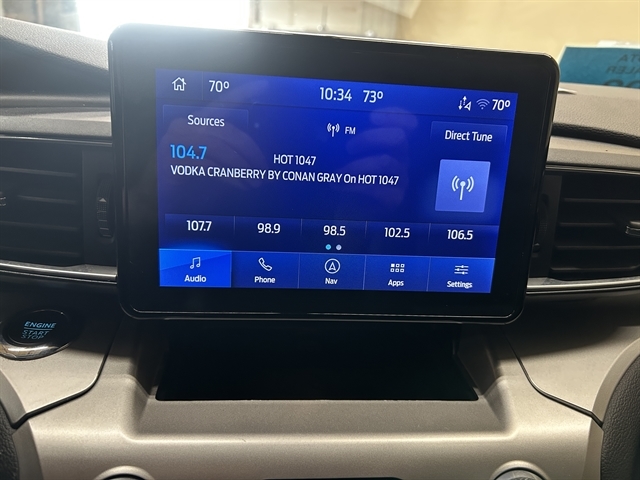 70° 10:34 73° 70°
Sources
FM
Direct Tune
104.7
HOT 1047
VODKA CRANBERRY BY CONAN GRAY On HOT 1047
107.7 98.9 98.5 102.5 106.5
Audio Phone Nav Apps Settings
ENGINE
START
STOP